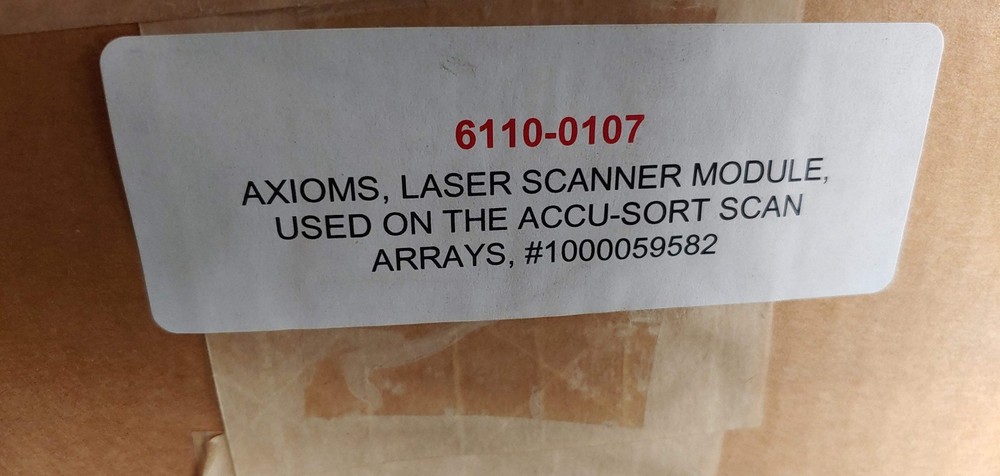 6110-0107
AXIOMS, LASER SCANNER MODULE,
USED ON THE ACCU-SORT SCAN
ARRAYS, #1000059582